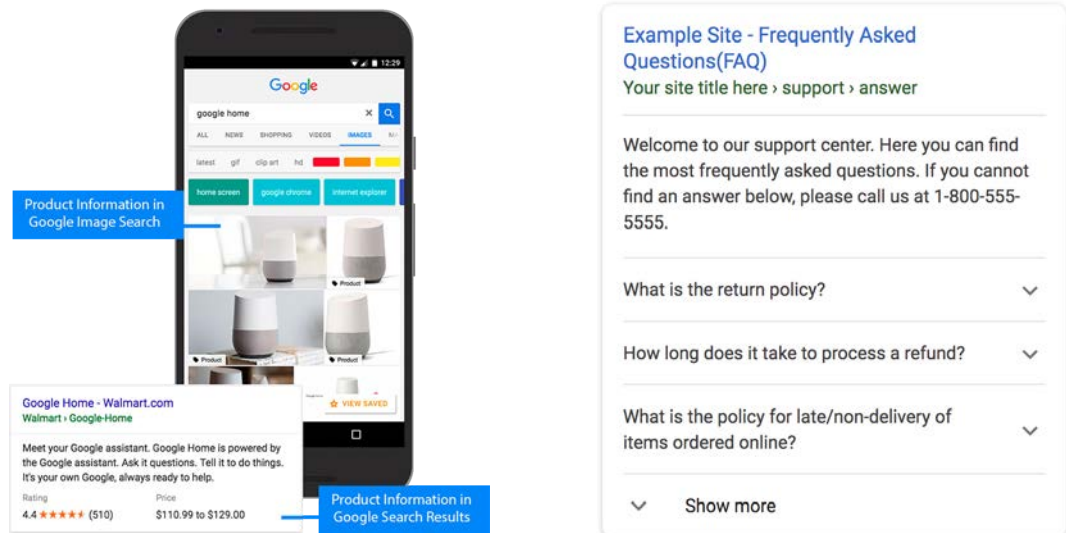 12:29
Google
google home
ALL NEWS SHOPPING VIDEOS IMAGES
latest gif clip art hd
home screen google chrome internet explorer
Product Information in
Google Image Search
Product
Product
Product
VIEW SAVED
Google Home - Walmart.com
Walmart › Google-Home
Meet your Google assistant. Google Home is powered by
the Google assistant. Ask it questions. Tell it to do things.
It's your own Google, always ready to help.
Rating Price
4.4 (510) $110.99 to $129.00
Product Information in
Google Search Results
Example Site - Frequently Asked
Questions(FAQ)
Your site title here › support › answer
Welcome to our support center. Here you can find
the most frequently asked questions. If you cannot
find an answer below, please call us at 1-800-555-
5555.
What is the return policy?
How long does it take to process a refund?
What is the policy for late/non-delivery of
items ordered online?
Show more